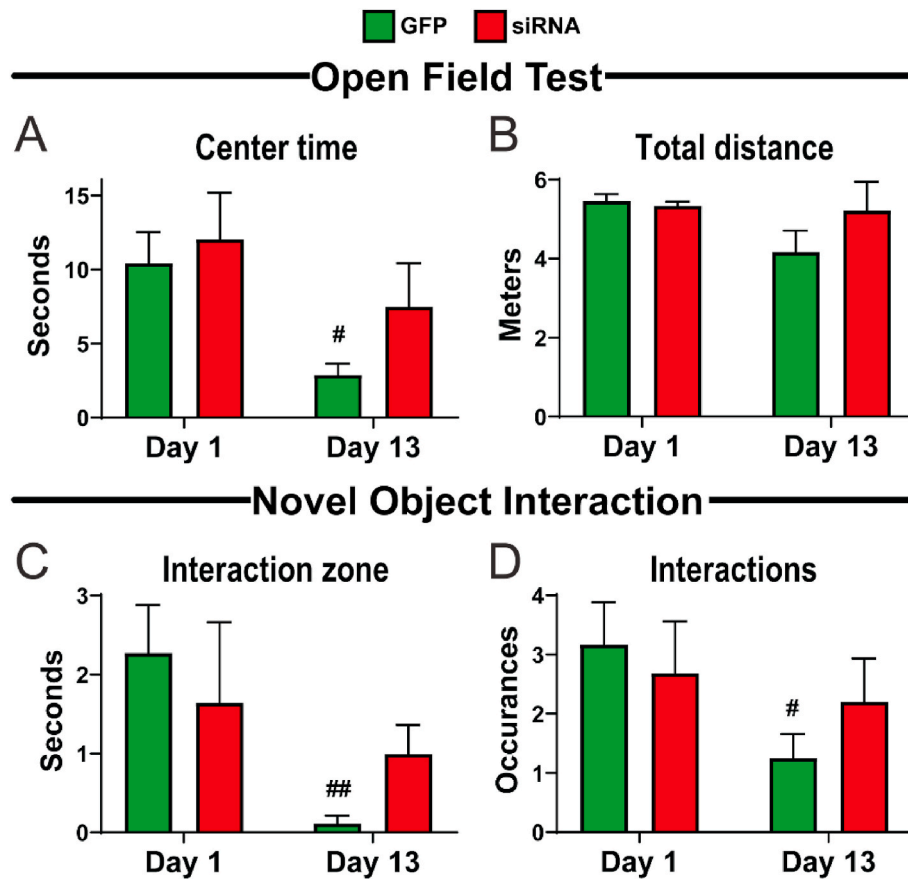 GFP siRNA
Open Field Test
A
Center time
B
Total distance
Seconds
15
10
5
0
#
Day 1 Day 13
Meters
6
4
2
0
Day 1 Day 13
Novel Object Interaction
C
Interaction zone
D
Interactions
Seconds
3
2
1
0
##
Day 1 Day 13
Occurances
4
3
2
1
0
#
Day 1 Day 13